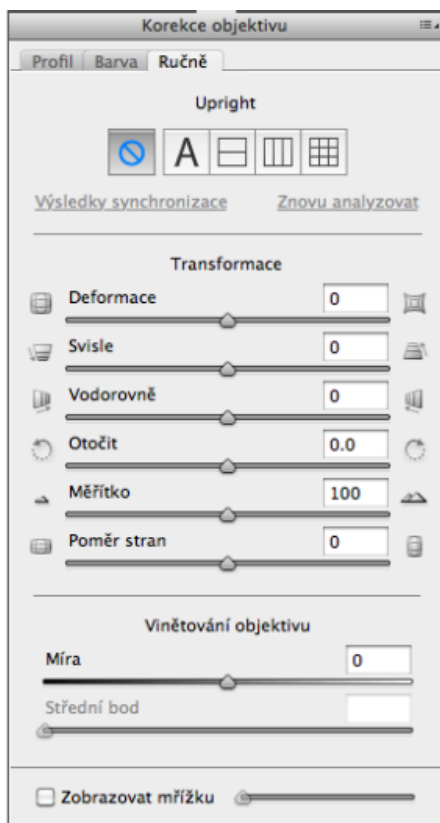 Korekce objektivu
Profil Barva Ručně
Upright
A
Výsledky synchronizace Znovu analyzovat
Transformace
Deformace 0
Svisle 0
Vodorovně 0
Otočit 0.0
Měřítko 100
Poměr stran 0
Vinětování objektivu
Míra 0
Střední bod
Zobrazovat mřížku